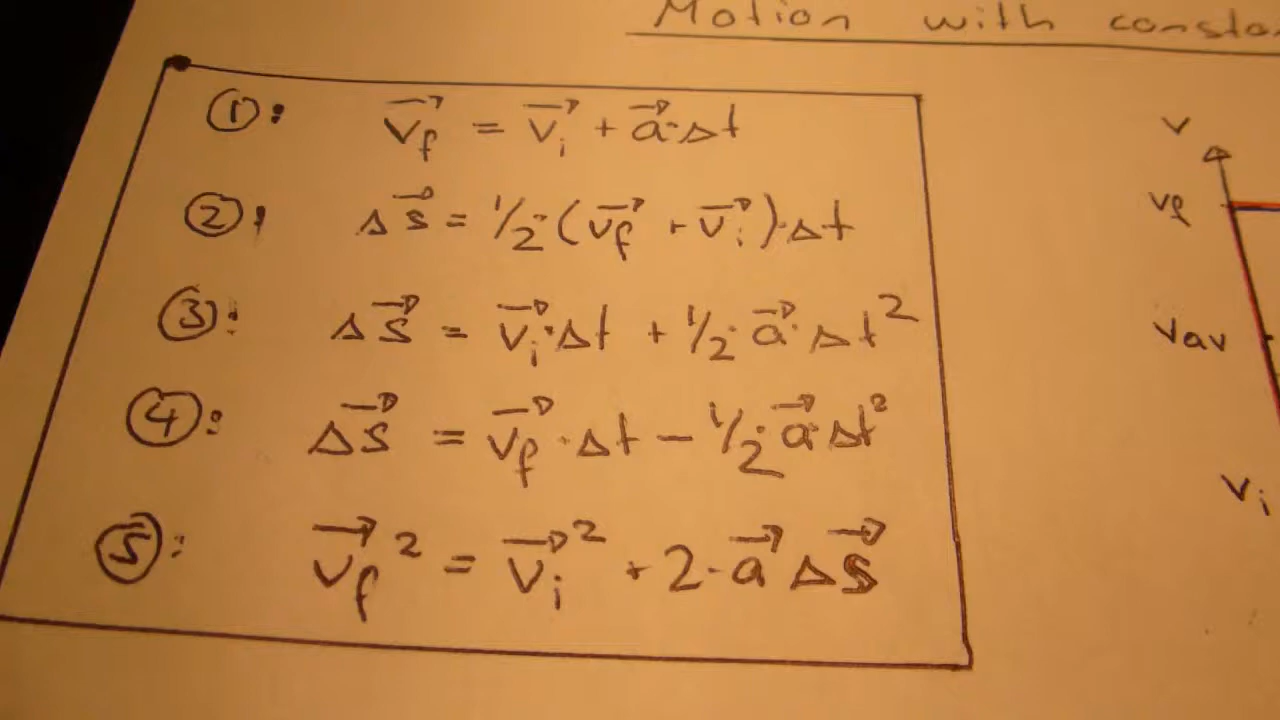 Motion with consta
①: v⃗f = v⃗i + a⃗·Δt
②: Δs⃗ = 1/2·(v⃗f + v⃗i)·Δt
③: Δs⃗ = v⃗i·Δt + 1/2·a⃗·Δt²
④: Δs⃗ = v⃗f·Δt − 1/2·a⃗·Δt²
⑤: v⃗f² = v⃗i² + 2·a⃗ Δs⃗
v
vf
vav
vi